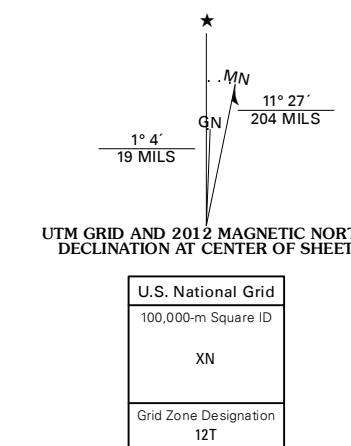 ★
MN
11° 27´
204 MILS
GN
1° 4´
19 MILS
UTM GRID AND 2012 MAGNETIC NORT
DECLINATION AT CENTER OF SHEET
U.S. National Grid
100,000-m Square ID
XN
Grid Zone Designation
12T